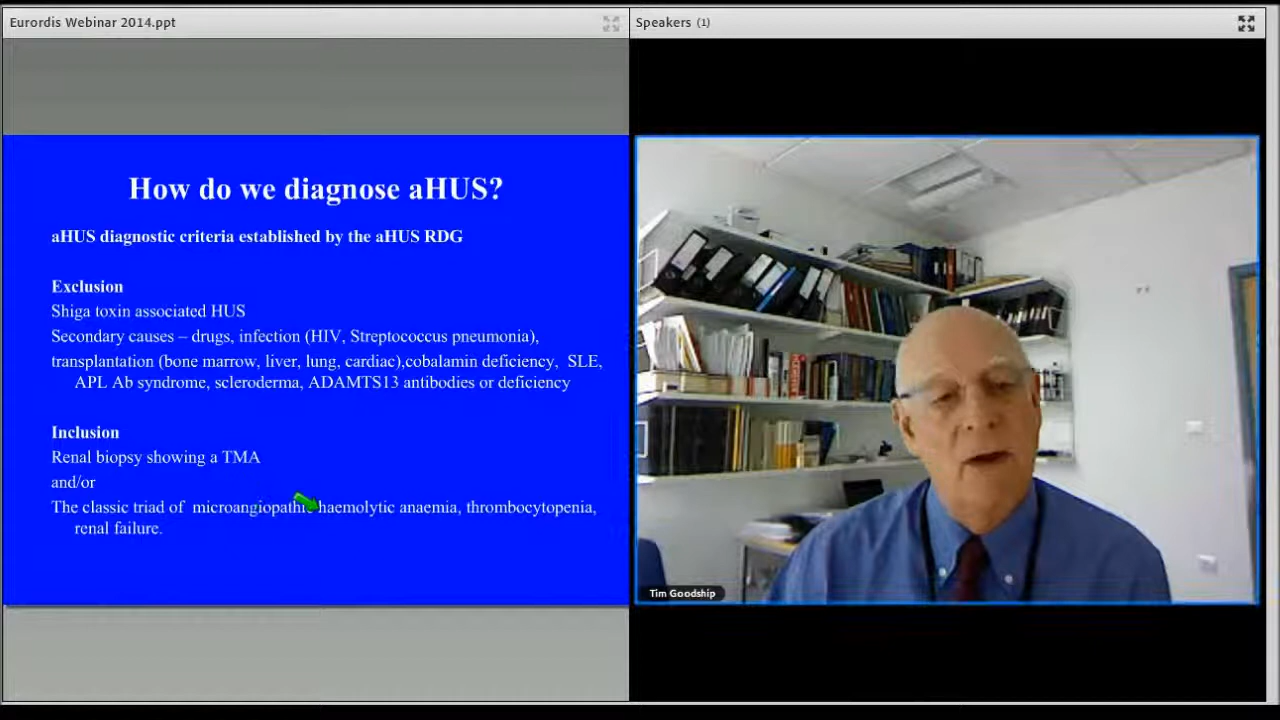 Eurordis Webinar 2014.ppt
Speakers (1)
How do we diagnose aHUS?
aHUS diagnostic criteria established by the aHUS RDG
Exclusion
Shiga toxin associated HUS
Secondary causes – drugs, infection (HIV, Streptococcus pneumonia),
transplantation (bone marrow, liver, lung, cardiac),cobalamin deficiency, SLE,
APL Ab syndrome, scleroderma, ADAMTS13 antibodies or deficiency
Inclusion
Renal biopsy showing a TMA
and/or
The classic triad of microangiopathic haemolytic anaemia, thrombocytopenia,
renal failure.
Tim Goodship